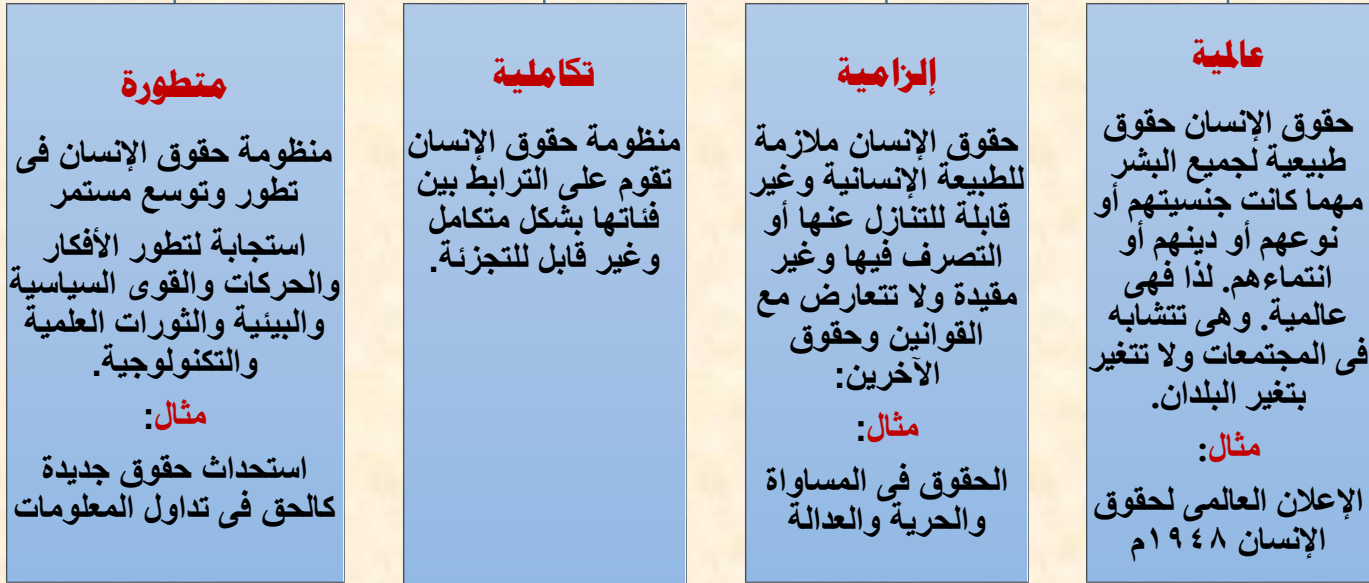 عالمية
حقوق الإنسان حقوق
طبيعية لجميع البشر
مهما كانت جنسيتهم أو
نوعهم أو دينهم أو
انتماءهم. لذا فهى
عالمية. وهى تتشابه
فى المجتمعات ولا تتغير
بتغير البلدان.
مثال:
الإعلان العالمى لحقوق
الإنسان ١٩٤٨م
إلزامية
حقوق الإنسان ملازمة
للطبيعة الإنسانية وغير
قابلة للتنازل عنها أو
التصرف فيها وغير
مقيدة ولا تتعارض مع
القوانين وحقوق
الآخرين:
مثال:
الحقوق فى المساواة
والحرية والعدالة
تكاملية
منظومة حقوق الإنسان
تقوم على الترابط بين
فئاتها بشكل متكامل
وغير قابل للتجزئة.
متطورة
منظومة حقوق الإنسان فى
تطور وتوسع مستمر
استجابة لتطور الأفكار
والحركات والقوى السياسية
والبيئية والثورات العلمية
والتكنولوجية.
مثال:
استحداث حقوق جديدة
كالحق فى تداول المعلومات